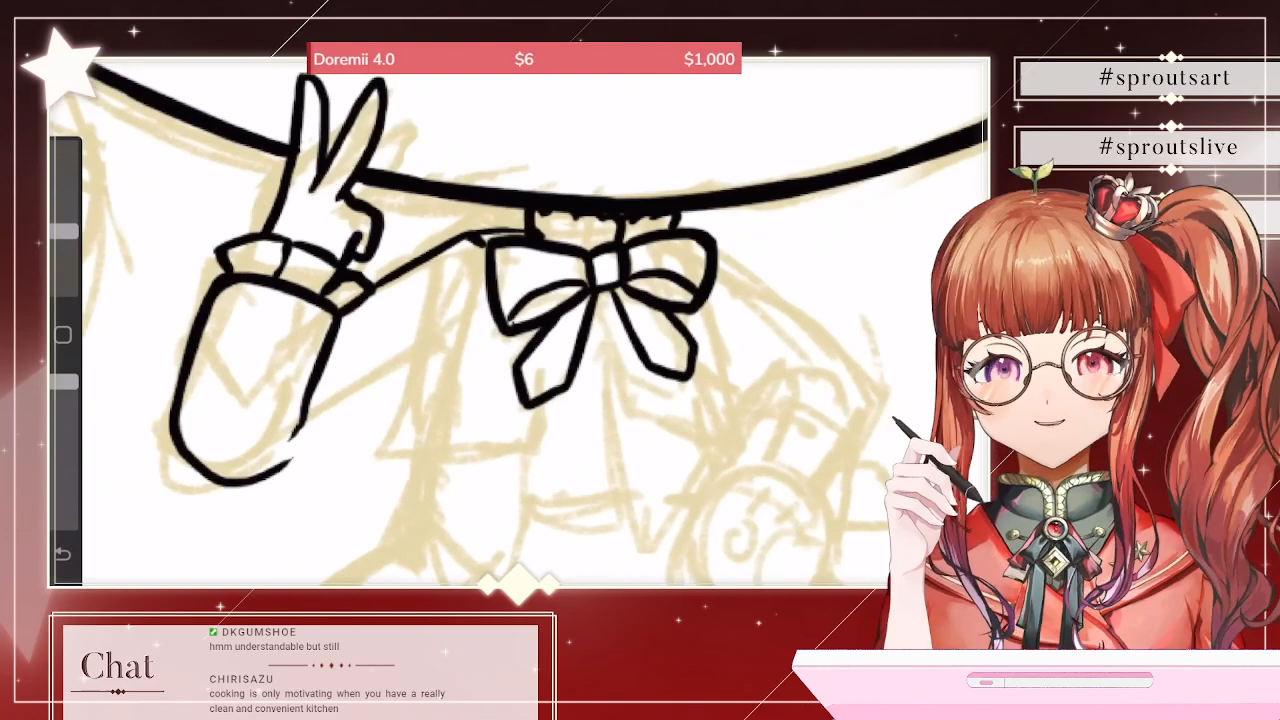 Doremii 4.0 $6 $1,000
#sproutsart
#sproutslive
Chat
DKGUMSHOE
hmm understandable but still
CHIRISAZU
cooking is only motivating when you have a really
clean and convenient kitchen